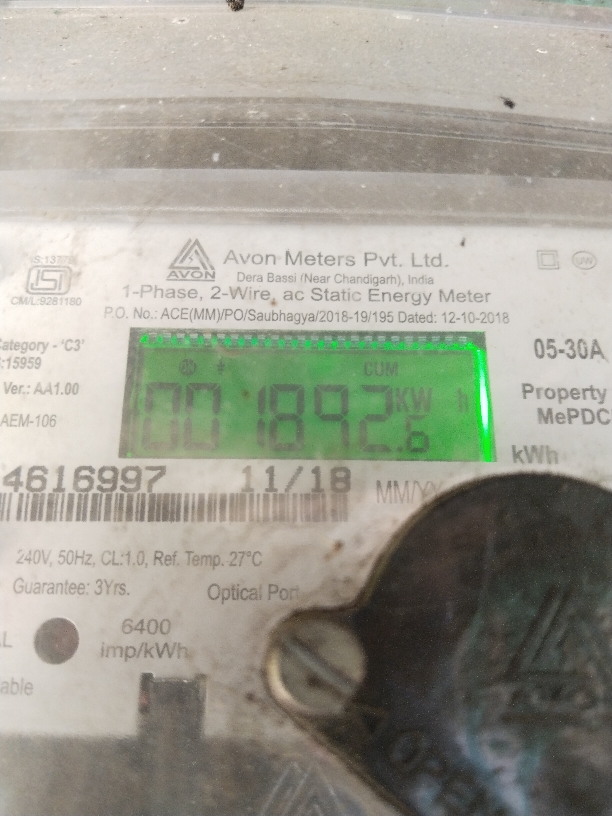 IS:13779
CM/L:9281180
AVON
Avon Meters Pvt. Ltd.
Dera Bassi (Near Chandigarh), India
1-Phase, 2-Wire, ac Static Energy Meter
P.O. No.: ACE(MM)/PO/Saubhagya/2018-19/195 Dated: 12-10-2018
Category - 'C3'
:15959
05-30A
Ver.: AA1.00
Property
AEM-106
MePDC
CUM
001892.6 KW h
kWh
4616997 11/18 MM/YY
240V, 50Hz, CL:1.0, Ref. Temp. 27°C
Guarantee: 3Yrs.
Optical Port
6400
imp/kWh
able
OPEN